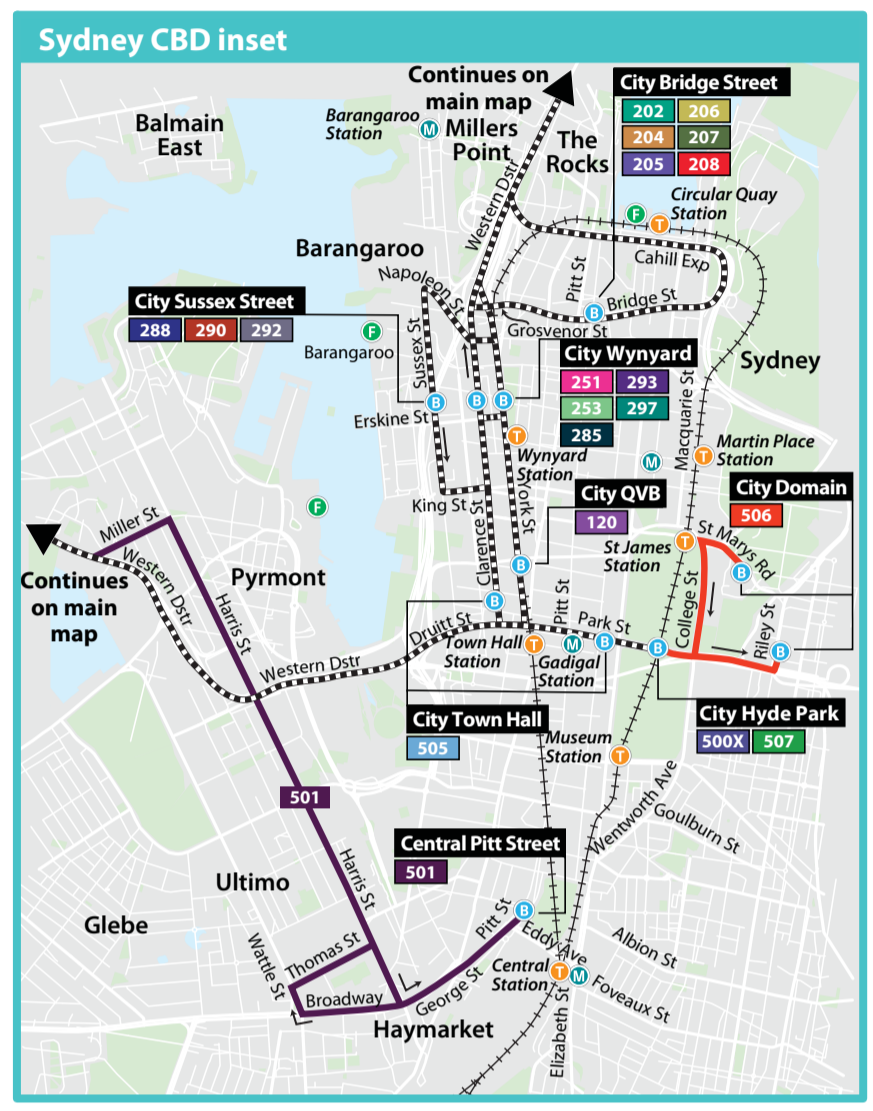 Sydney CBD inset
Continues on
main map
City Bridge Street
202 206
204 207
205 208
Balmain
East
Barangaroo
Station
M
Millers
Point
The
Rocks
Western Dstr
Circular Quay
Station
F
T
Cahill Exp
Barangaroo
Napoleon St
Pitt St
B
Bridge St
Grosvenor St
City Sussex Street
288 290 292
F
Barangaroo
Sussex St
City Wynyard
251 293
253 297
285
Sydney
Macquarie St
B
B
B
Erskine St
T
Wynyard
Station
M
T
Martin Place
Station
King St
York St
Clarence St
City QVB
120
City Domain
506
F
Miller St
Continues
on main
map
Western Dstr
Pyrmont
Harris St
St James
Station
T
St Marys Rd
B
B
B
Pitt St
College St
Riley St
Druitt St
Park St
Western Dstr
Town Hall
Station
T
M
Gadigal
Station
B
B
B
City Town Hall
505
City Hyde Park
500X 507
Museum
Station
T
501
Wentworth Ave
Goulburn St
Central Pitt Street
501
Harris St
Ultimo
Glebe
Pitt St
B
Eddy Ave
Albion St
Wattle St
Thomas St
Broadway
George St
Central
Station
T
M
Foveaux St
Haymarket
Elizabeth St